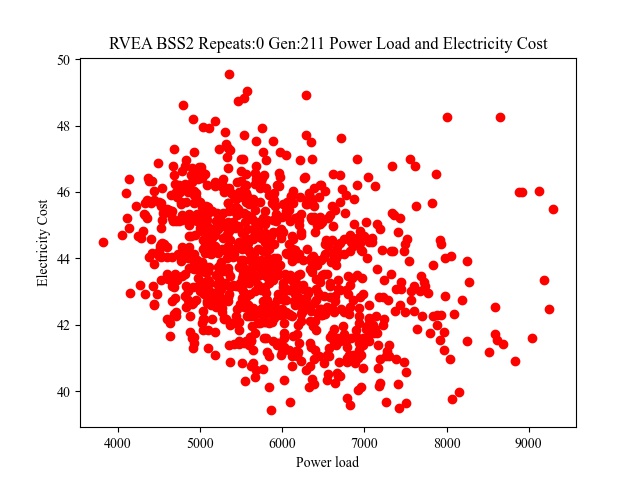 RVEA BSS2 Repeats:0 Gen:211 Power Load and Electricity Cost
50
48
46
44
42
40
Electricity Cost
4000 5000 6000 7000 8000 9000
Power load